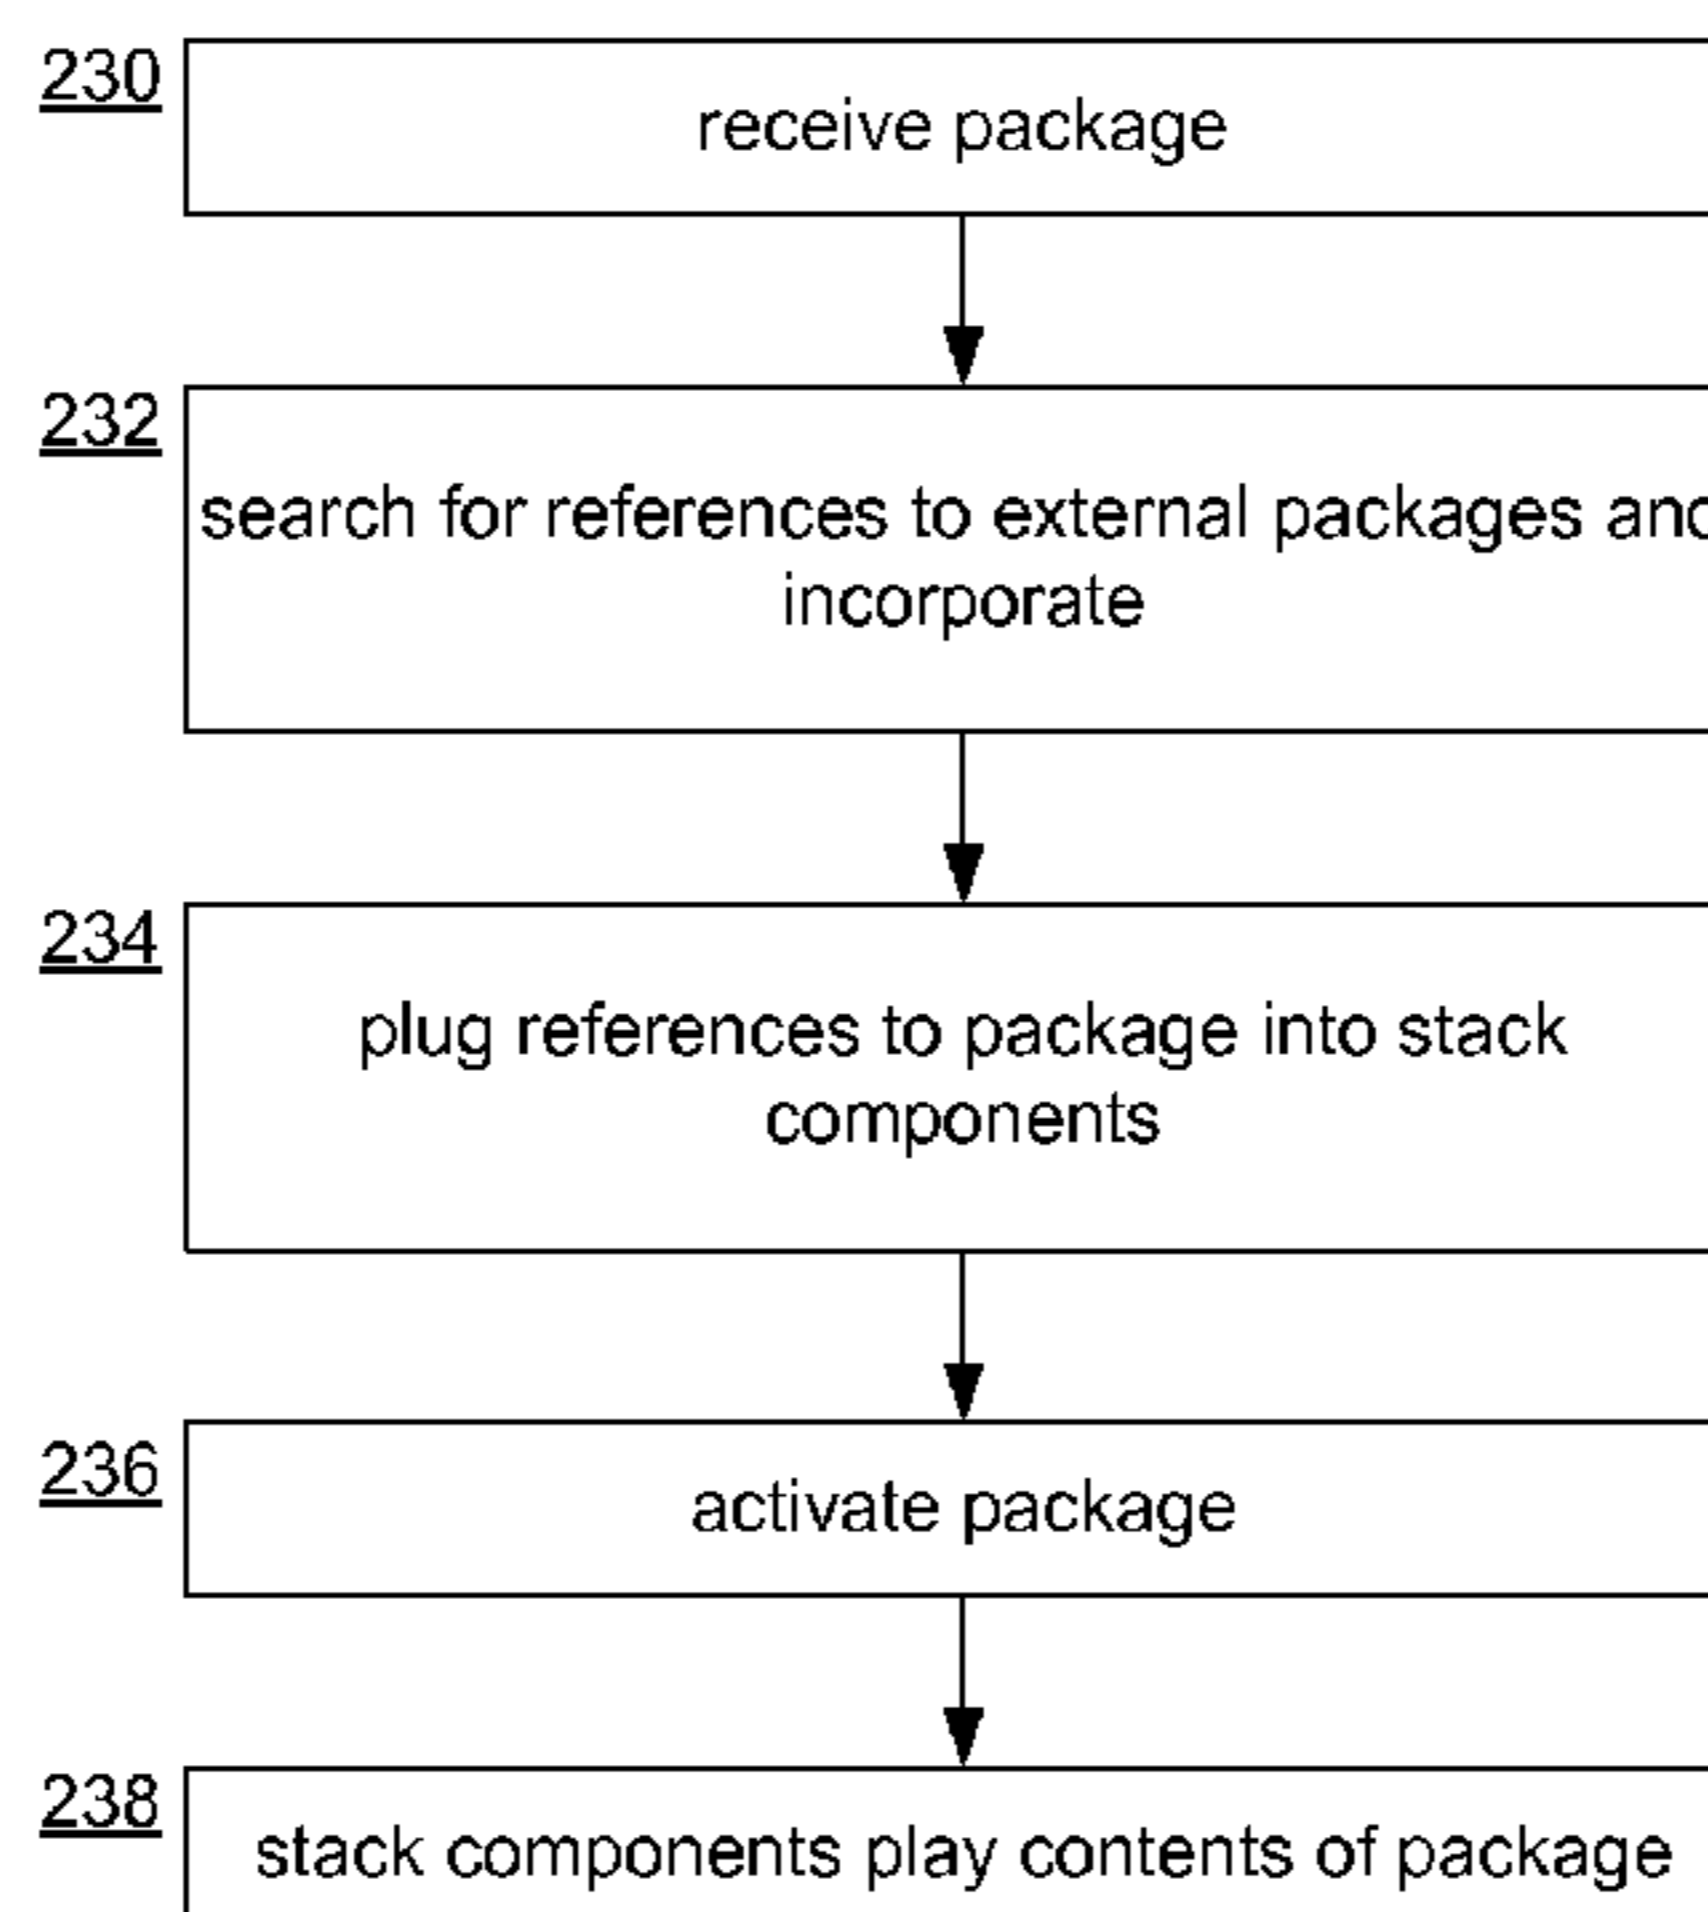 230
receive package
232
search for references to external packages and
incorporate
234
plug references to package into stack
components
236
activate package
238
stack components play contents of package